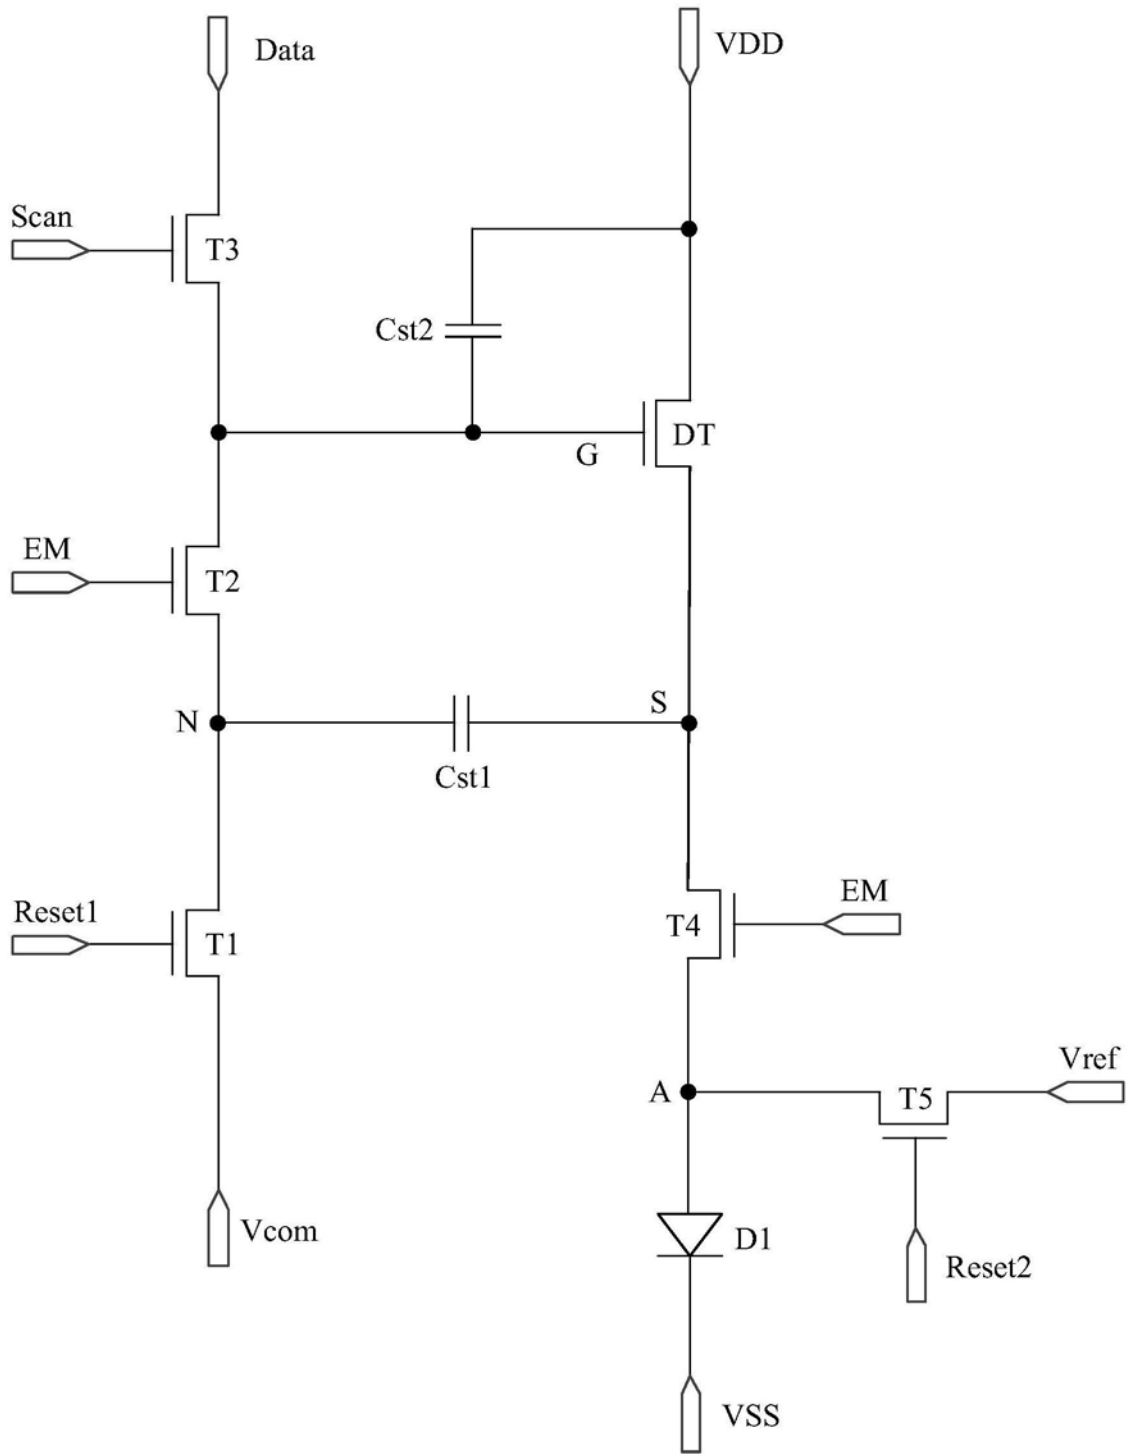 Data
VDD
Scan
T3
Cst2
G
DT
EM
T2
N
S
Cst1
Reset1
T1
T4
EM
A
T5
Vref
Vcom
D1
Reset2
VSS